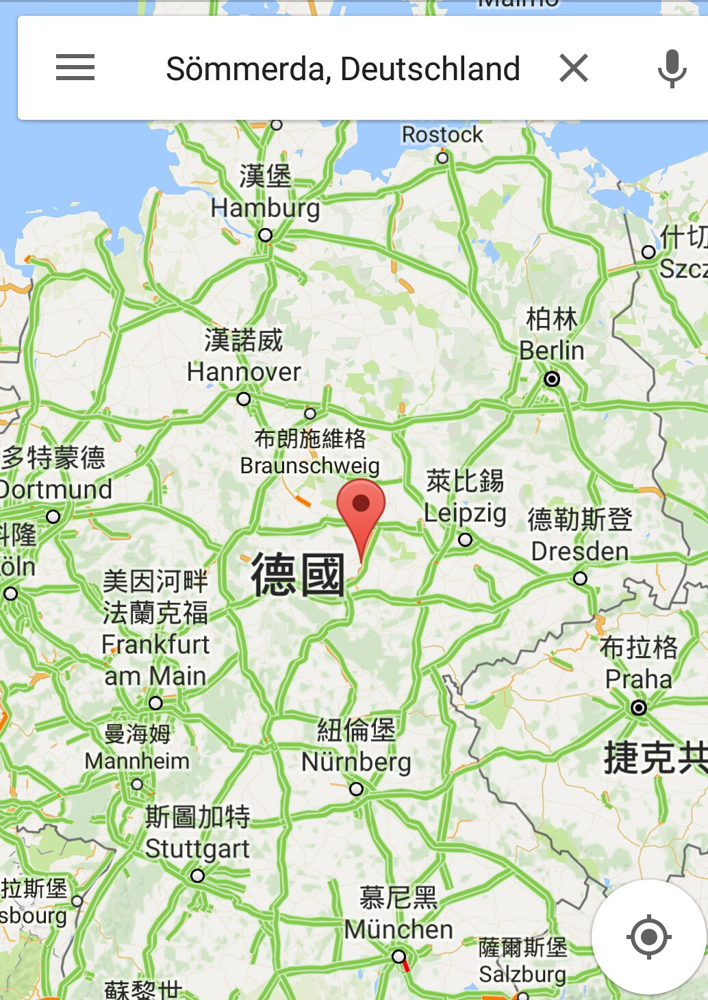 Malmö
Sömmerda, Deutschland
Rostock
漢堡
Hamburg
什切
Szcz
柏林
Berlin
漢諾威
Hannover
布朗施維格
Braunschweig
多特蒙德
Dortmund
萊比錫
Leipzig
德勒斯登
Dresden
科隆
öln
德國
美因河畔
法蘭克福
Frankfurt
am Main
布拉格
Praha
曼海姆
Mannheim
紐倫堡
Nürnberg
捷克共
斯圖加特
Stuttgart
拉斯堡
sbourg
慕尼黑
München
薩爾斯堡
Salzburg
蘇黎世